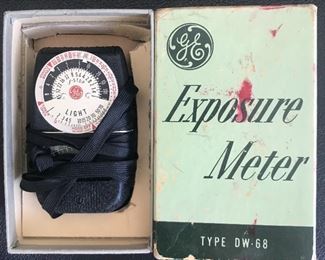 LIGHT
GE
Exposure
Meter
TYPE DW-68